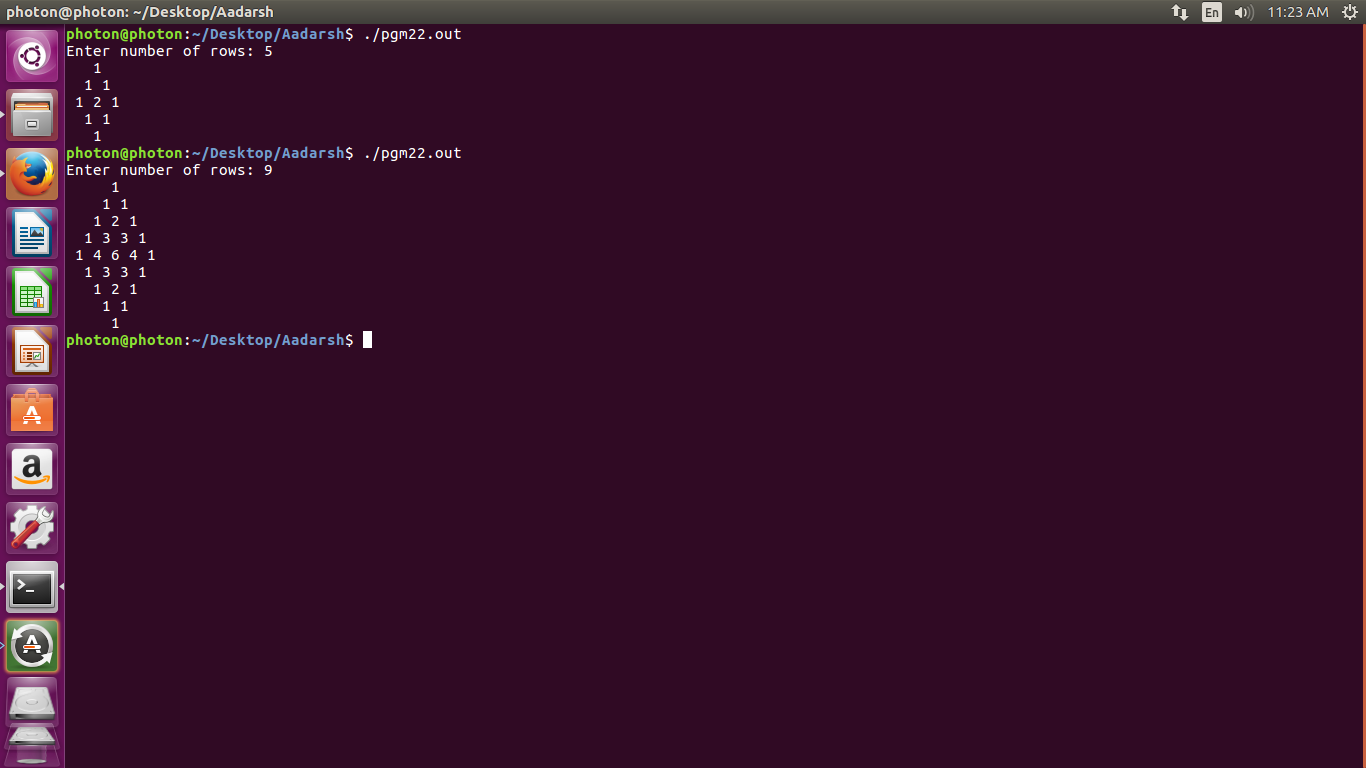 photon@photon: ~/Desktop/Aadarsh
En
11:23 AM
photon@photon:~/Desktop/Aadarsh$ ./pgm22.out
Enter number of rows: 5
   1
  1 1
 1 2 1
  1 1
   1
photon@photon:~/Desktop/Aadarsh$ ./pgm22.out
Enter number of rows: 9
     1
    1 1
   1 2 1
  1 3 3 1
 1 4 6 4 1
  1 3 3 1
   1 2 1
    1 1
     1
photon@photon:~/Desktop/Aadarsh$
a
>_